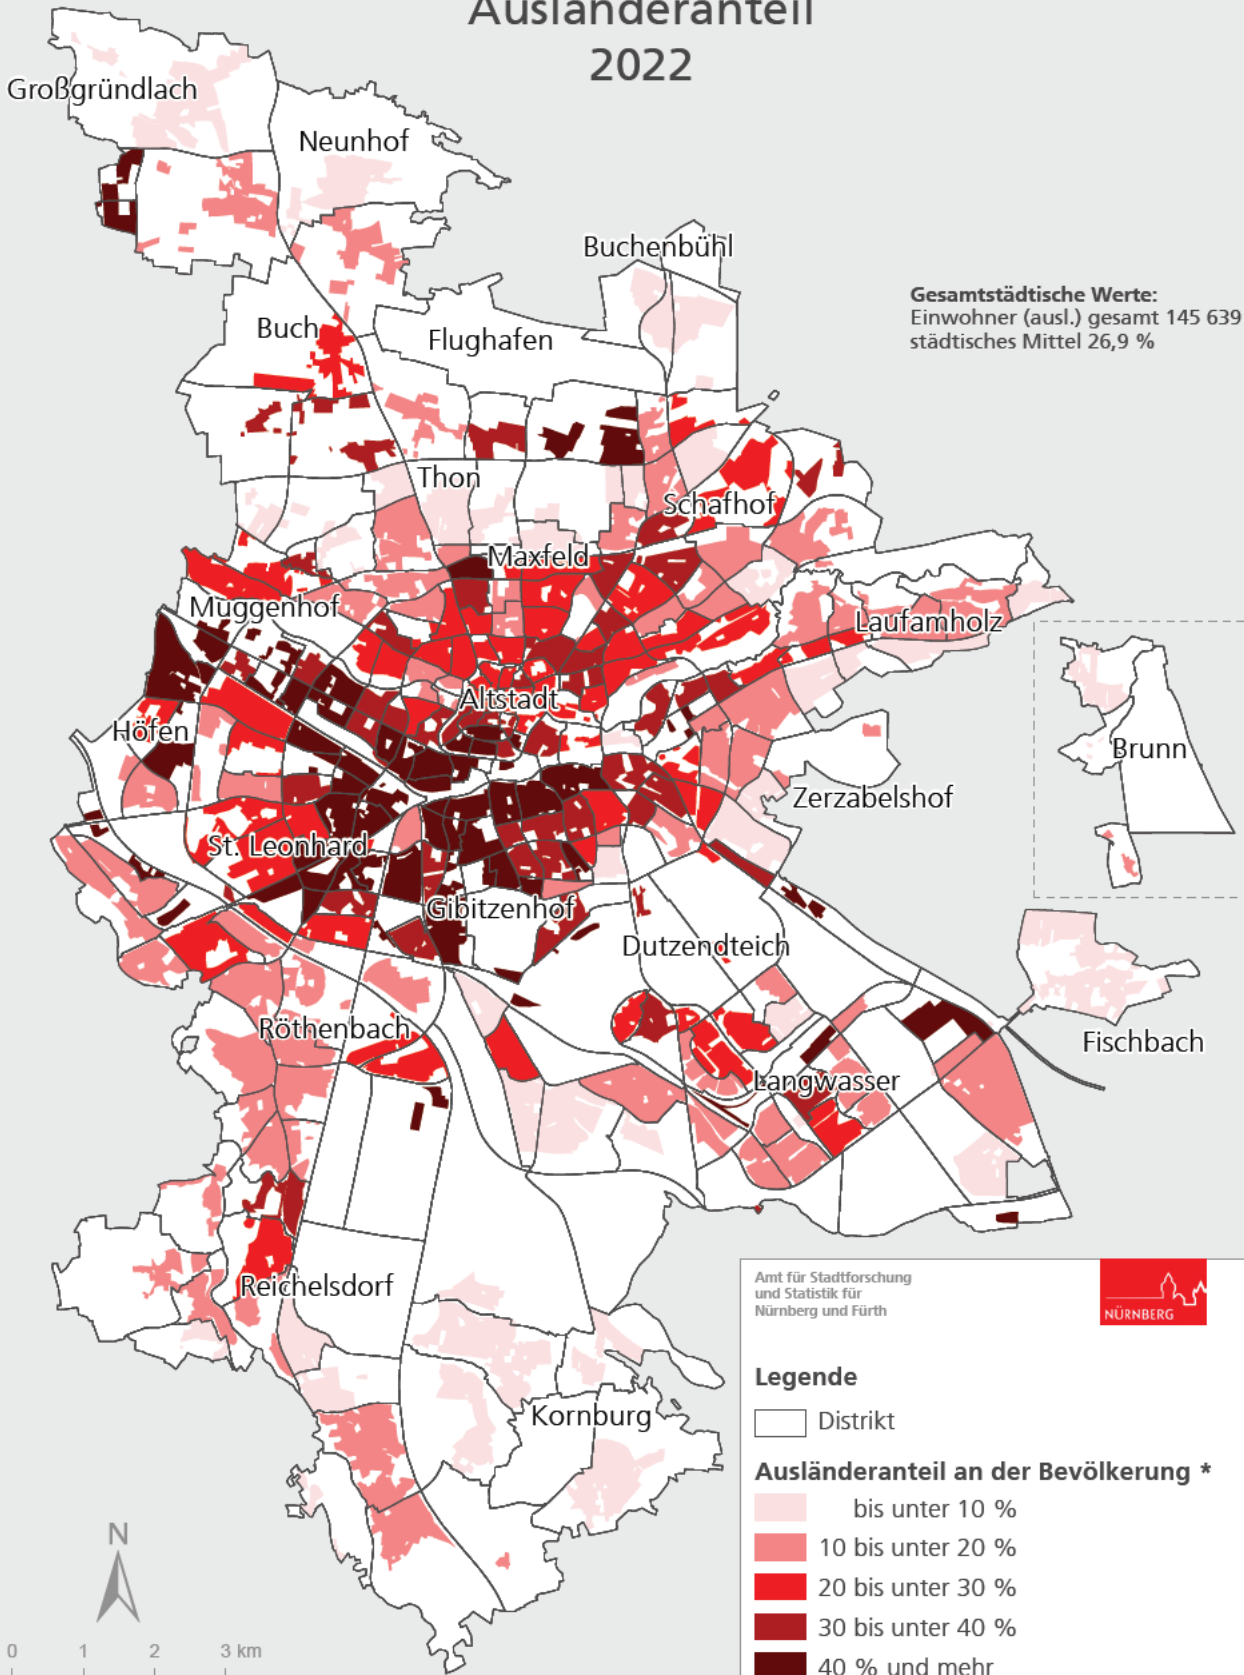 Ausländeranteil
2022
Großgründlach
Neunhof
Buchenbühl
Gesamtstädtische Werte:
Einwohner (ausl.) gesamt 145 639
städtisches Mittel 26,9 %
Buch
Flughafen
Thon
Schafhof
Maxfeld
Muggenhof
Laufamholz
Altstadt
Höfen
Brunn
Zerzabelshof
St. Leonhard
Gibitzenhof
Dutzendteich
Röthenbach
Fischbach
Langwasser
Reichelsdorf
Kornburg
Amt für Stadtforschung
und Statistik für
Nürnberg und Fürth
NÜRNBERG
Legende
Distrikt
Ausländeranteil an der Bevölkerung *
bis unter 10 %
10 bis unter 20 %
20 bis unter 30 %
30 bis unter 40 %
40 % und mehr
N
0 1 2 3 km